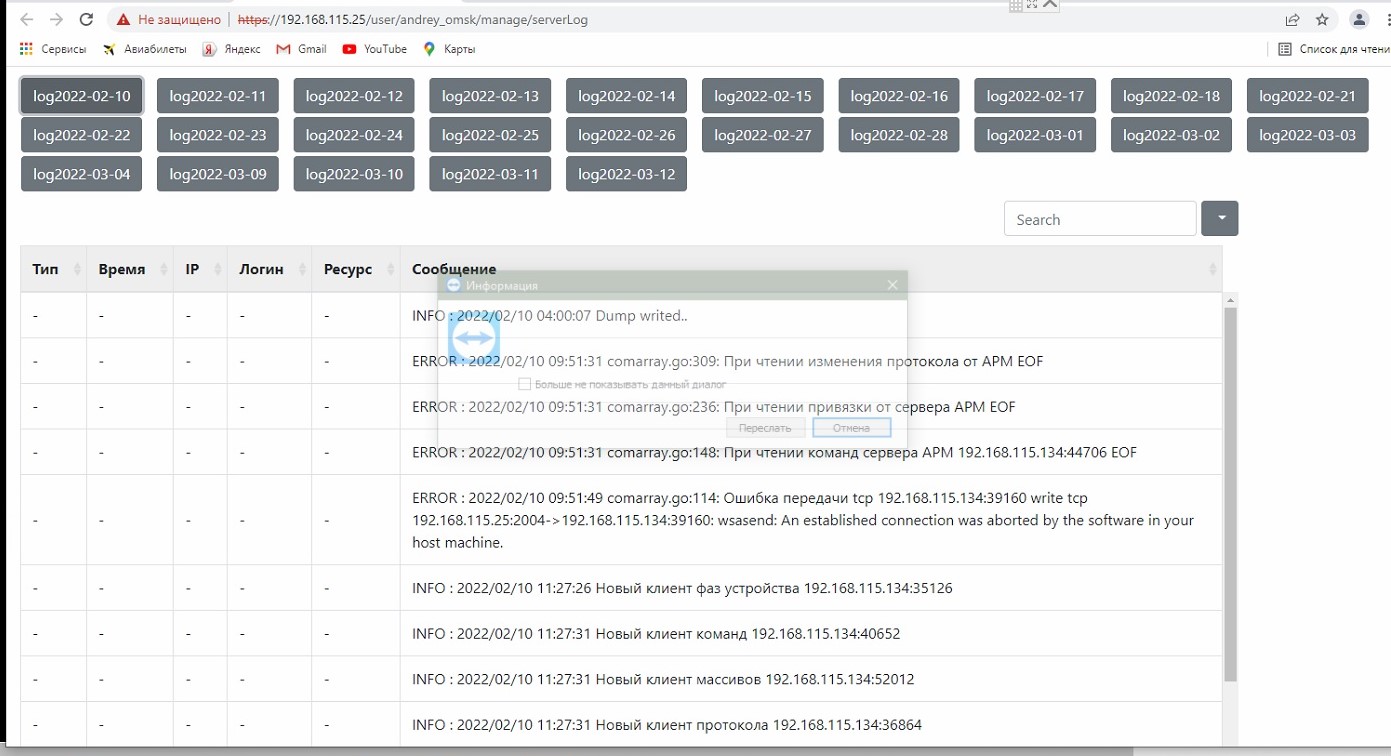 Не защищено https://192.168.115.25/user/andrey_omsk/manage/serverLog
Сервисы Авиабилеты Яндекс Gmail YouTube Карты Список для чтени
log2022-02-10 log2022-02-11 log2022-02-12 log2022-02-13 log2022-02-14 log2022-02-15 log2022-02-16 log2022-02-17 log2022-02-18 log2022-02-21
log2022-02-22 log2022-02-23 log2022-02-24 log2022-02-25 log2022-02-26 log2022-02-27 log2022-02-28 log2022-03-01 log2022-03-02 log2022-03-03
log2022-03-04 log2022-03-09 log2022-03-10 log2022-03-11 log2022-03-12
Search
Тип Время IP Логин Ресурс Сообщение
Информация
- - - - - INFO : 2022/02/10 04:00:07 Dump writed..
- - - - - ERROR : 2022/02/10 09:51:31 comarray.go:309: При чтении изменения протокола от АРМ EOF
Больше не показывать данный диалог
- - - - - ERROR : 2022/02/10 09:51:31 comarray.go:236: При чтении привязки от сервера АРМ EOF
Переслать Отмена
- - - - - ERROR : 2022/02/10 09:51:31 comarray.go:148: При чтении команд сервера АРМ 192.168.115.134:44706 EOF
- - - - - ERROR : 2022/02/10 09:51:49 comarray.go:114: Ошибка передачи tcp 192.168.115.134:39160 write tcp
192.168.115.25:2004->192.168.115.134:39160: wsasend: An established connection was aborted by the software in your
host machine.
- - - - - INFO : 2022/02/10 11:27:26 Новый клиент фаз устройства 192.168.115.134:35126
- - - - - INFO : 2022/02/10 11:27:31 Новый клиент команд 192.168.115.134:40652
- - - - - INFO : 2022/02/10 11:27:31 Новый клиент массивов 192.168.115.134:52012
- - - - - INFO : 2022/02/10 11:27:31 Новый клиент протокола 192.168.115.134:36864